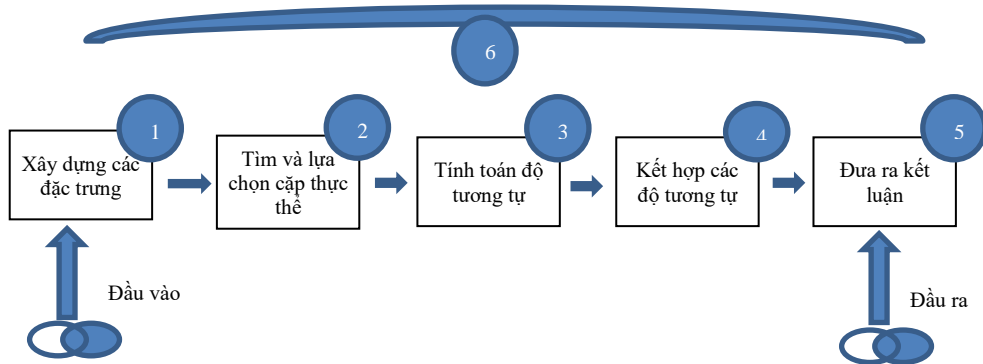 6
1
Xây dựng các
đặc trưng
2
Tìm và lựa
chọn cặp thực
thể
3
Tính toán độ
tương tự
4
Kết hợp các
độ tương tự
5
Đưa ra kết
luận
Đầu vào
Đầu ra